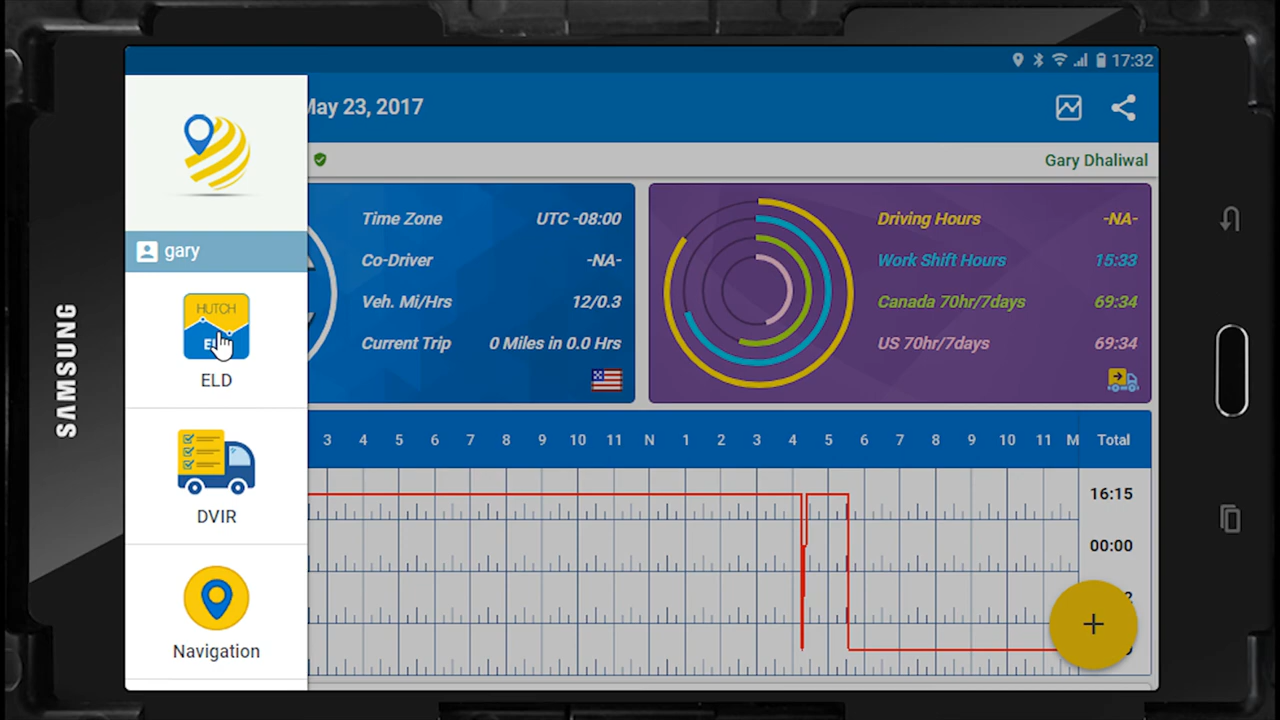 SAMSUNG
17:32
May 23, 2017
Gary Dhaliwal
gary
HUTCH
ELD
DVIR
Navigation
Time Zone UTC -08:00
Co-Driver -NA-
Veh. Mi/Hrs 12/0.3
Current Trip 0 Miles in 0.0 Hrs
Driving Hours -NA-
Work Shift Hours 15:33
Canada 70hr/7days 69:34
US 70hr/7days 69:34
3 4 5 6 7 8 9 10 11 N 1 2 3 4 5 6 7 8 9 10 11 M Total
16:15
00:00
+